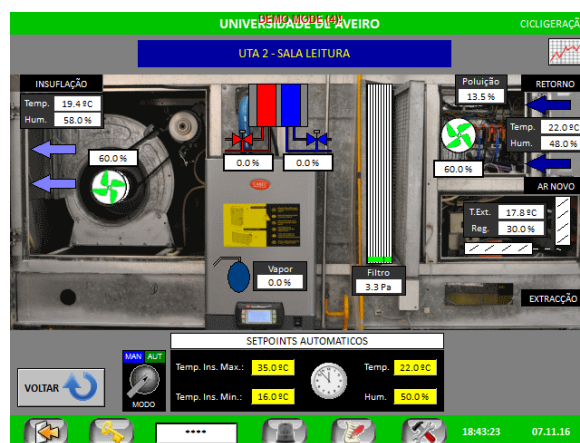 UNIVERSIDADE DE AVEIRO
DEMO MODE (4)!
CICLIGERAÇÃ
UTA 2 - SALA LEITURA
INSUFLAÇÃO
Temp. 19.4 ºC
Hum. 58.0 %
60.0 %
0.0 %
0.0 %
Poluição
13.5 %
RETORNO
Temp. 22.0 ºC
Hum. 48.0 %
60.0 %
AR NOVO
T.Ext. 17.8 ºC
Reg. 30.0 %
Vapor
0.0 %
Filtro
3.3 Pa
EXTRACÇÃO
SETPOINTS AUTOMATICOS
VOLTAR
MAN AUT
MODO
Temp. Ins. Max.: 35.0 ºC
Temp. 22.0 ºC
Temp. Ins. Min.: 16.0 ºC
Hum. 50.0 %
****
18:43:23
07.11.16